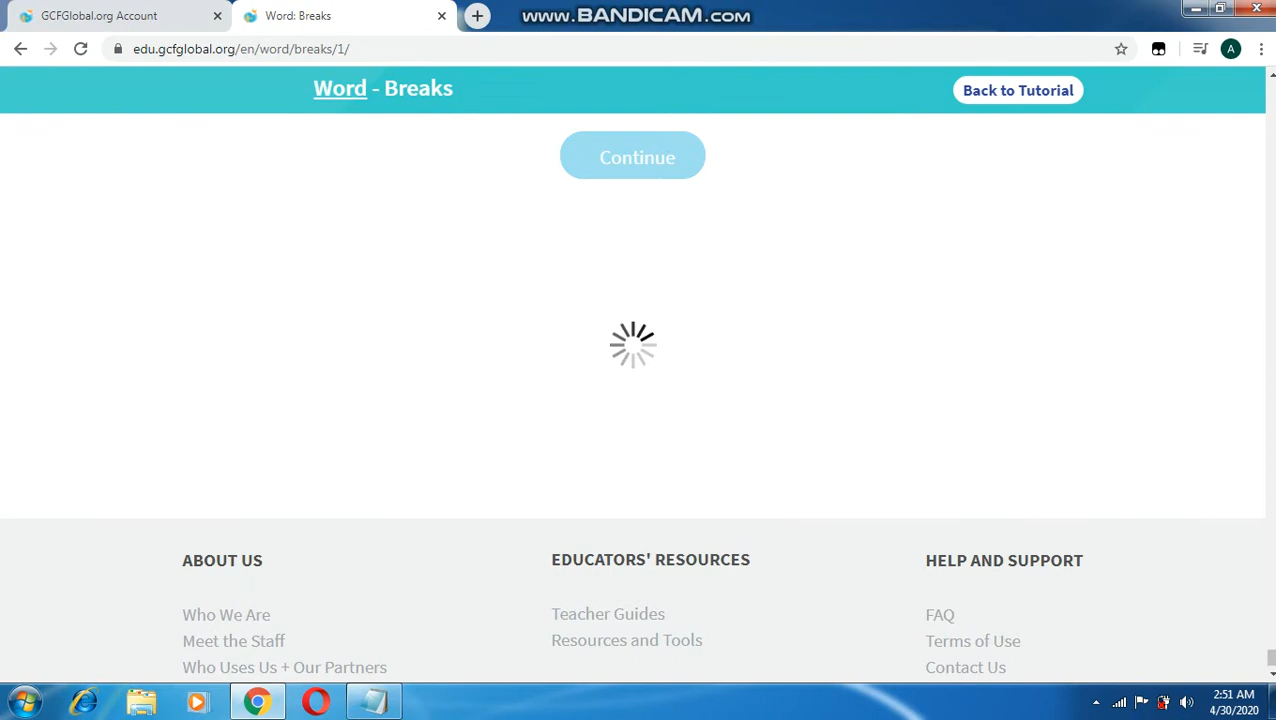 GCFGlobal.org Account
Word: Breaks
www.BANDICAM.com
edu.gcfglobal.org/en/word/breaks/1/
A
Word - Breaks
Back to Tutorial
Continue
ABOUT US
EDUCATORS' RESOURCES
HELP AND SUPPORT
Who We Are
Teacher Guides
FAQ
Meet the Staff
Resources and Tools
Terms of Use
Who Uses Us + Our Partners
Contact Us
2:51 AM
4/30/2020